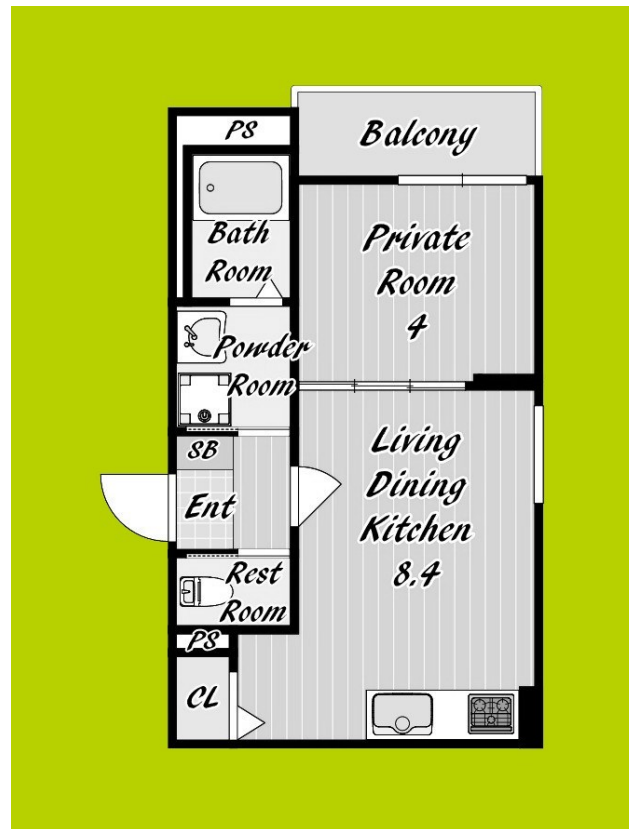 PS
Balcony
Bath
Room
Private
Room
4
Powder
Room
SB
Ent
Living
Dining
Kitchen
8.4
Rest
Room
PS
CL